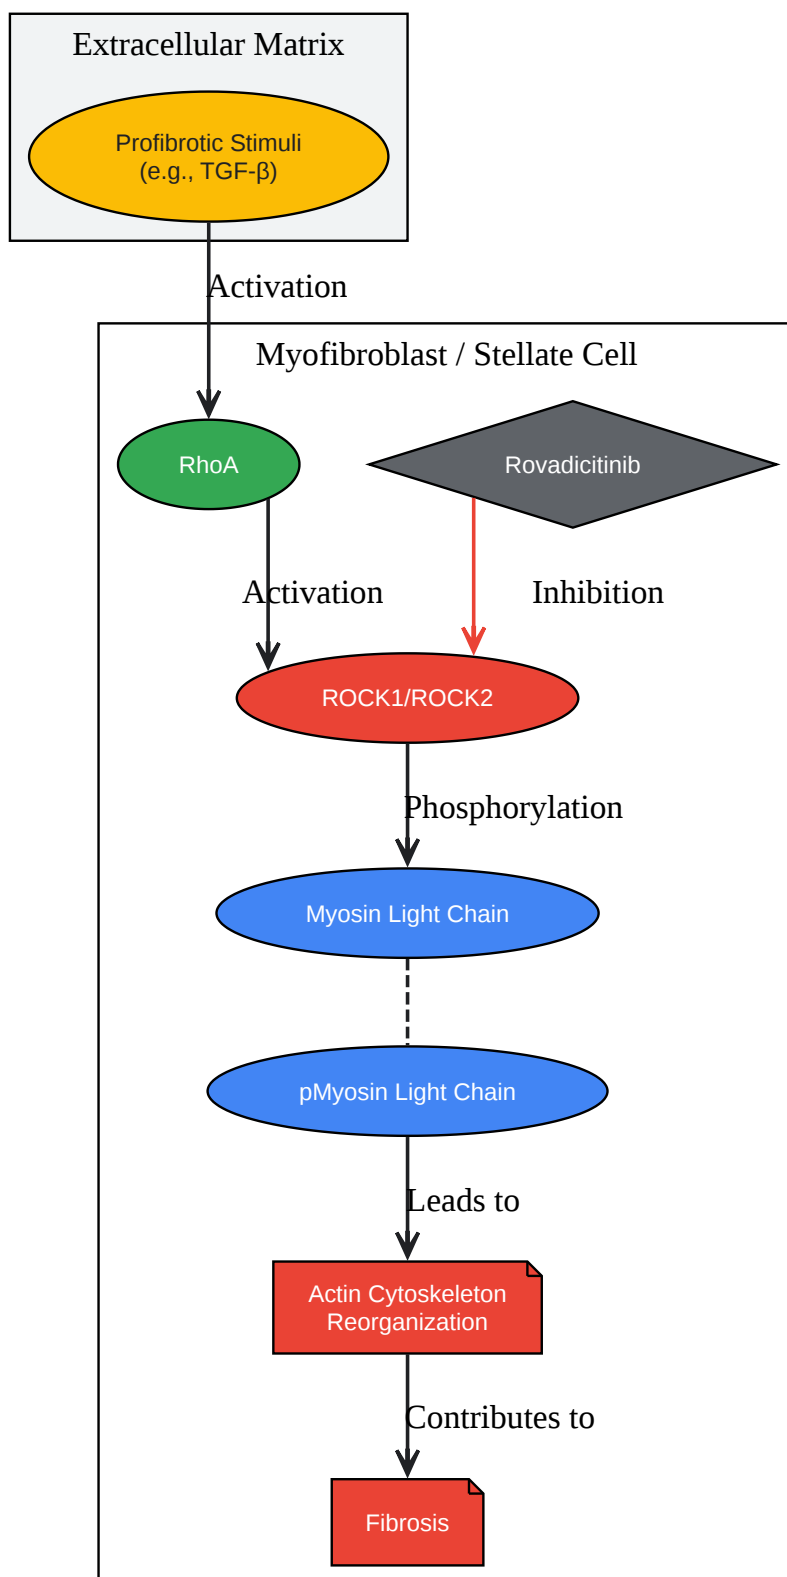 Extracellular Matrix
Profibrotic Stimuli
(e.g., TGF-β)
Activation
Myofibroblast / Stellate Cell
RhoA
Rovadicitinib
Activation
Inhibition
ROCK1/ROCK2
Phosphorylation
Myosin Light Chain
pMyosin Light Chain
Leads to
Actin Cytoskeleton
Reorganization
Contributes to
Fibrosis